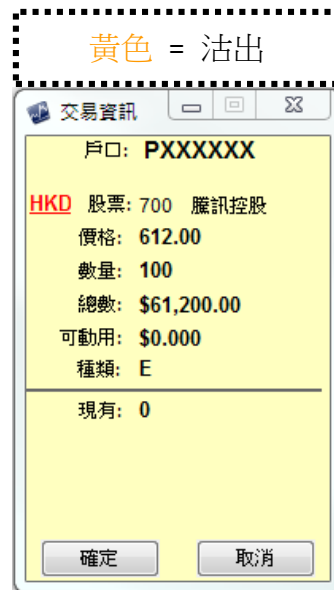 黃色 = 沽出
交易資訊
戶口: PXXXXXX
HKD 股票: 700 騰訊控股
價格: 612.00
數量: 100
總數: $61,200.00
可動用: $0.000
種類: E
現有: 0
確定 取消